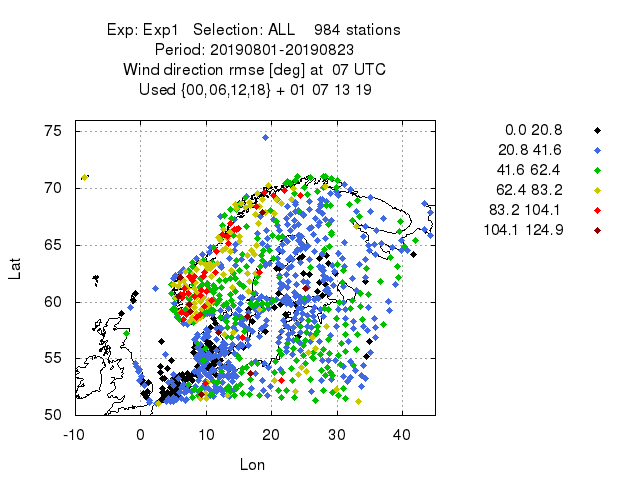 Exp: Exp1   Selection: ALL    984 stations
Period: 20190801-20190823
Wind direction rmse [deg] at  07 UTC
Used {00,06,12,18} + 01 07 13 19
0.0 20.8
20.8 41.6
41.6 62.4
62.4 83.2
83.2 104.1
104.1 124.9
Lat
75
70
65
60
55
50
-10 0 10 20 30 40
Lon